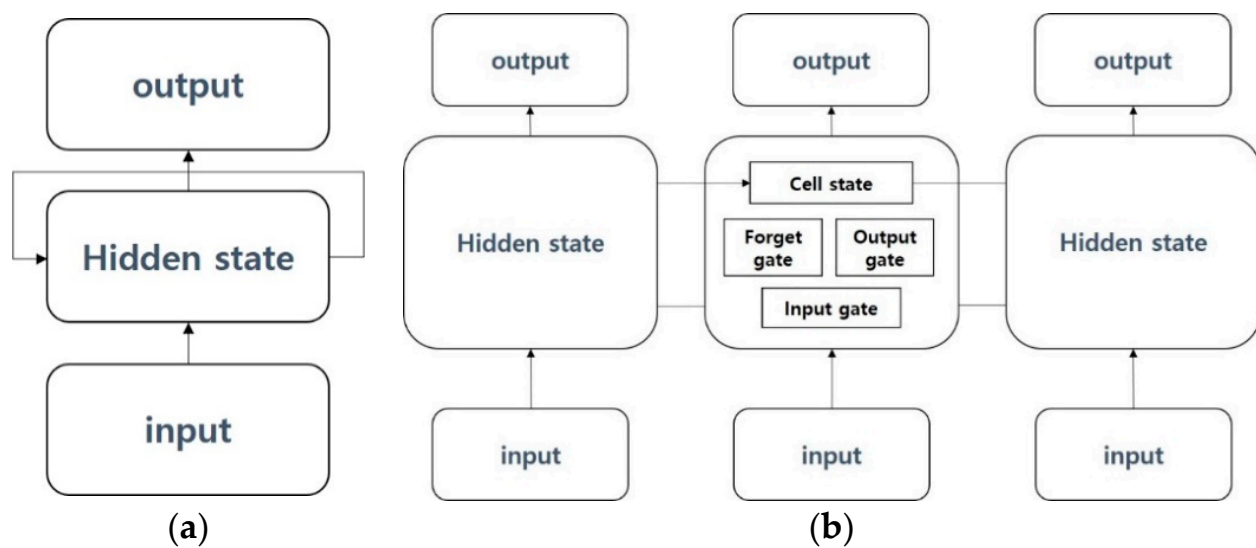 output
Hidden state
input
(a)
output
output
output
Hidden state
Cell state
Forget
gate
Output
gate
Input gate
Hidden state
input
input
input
(b)